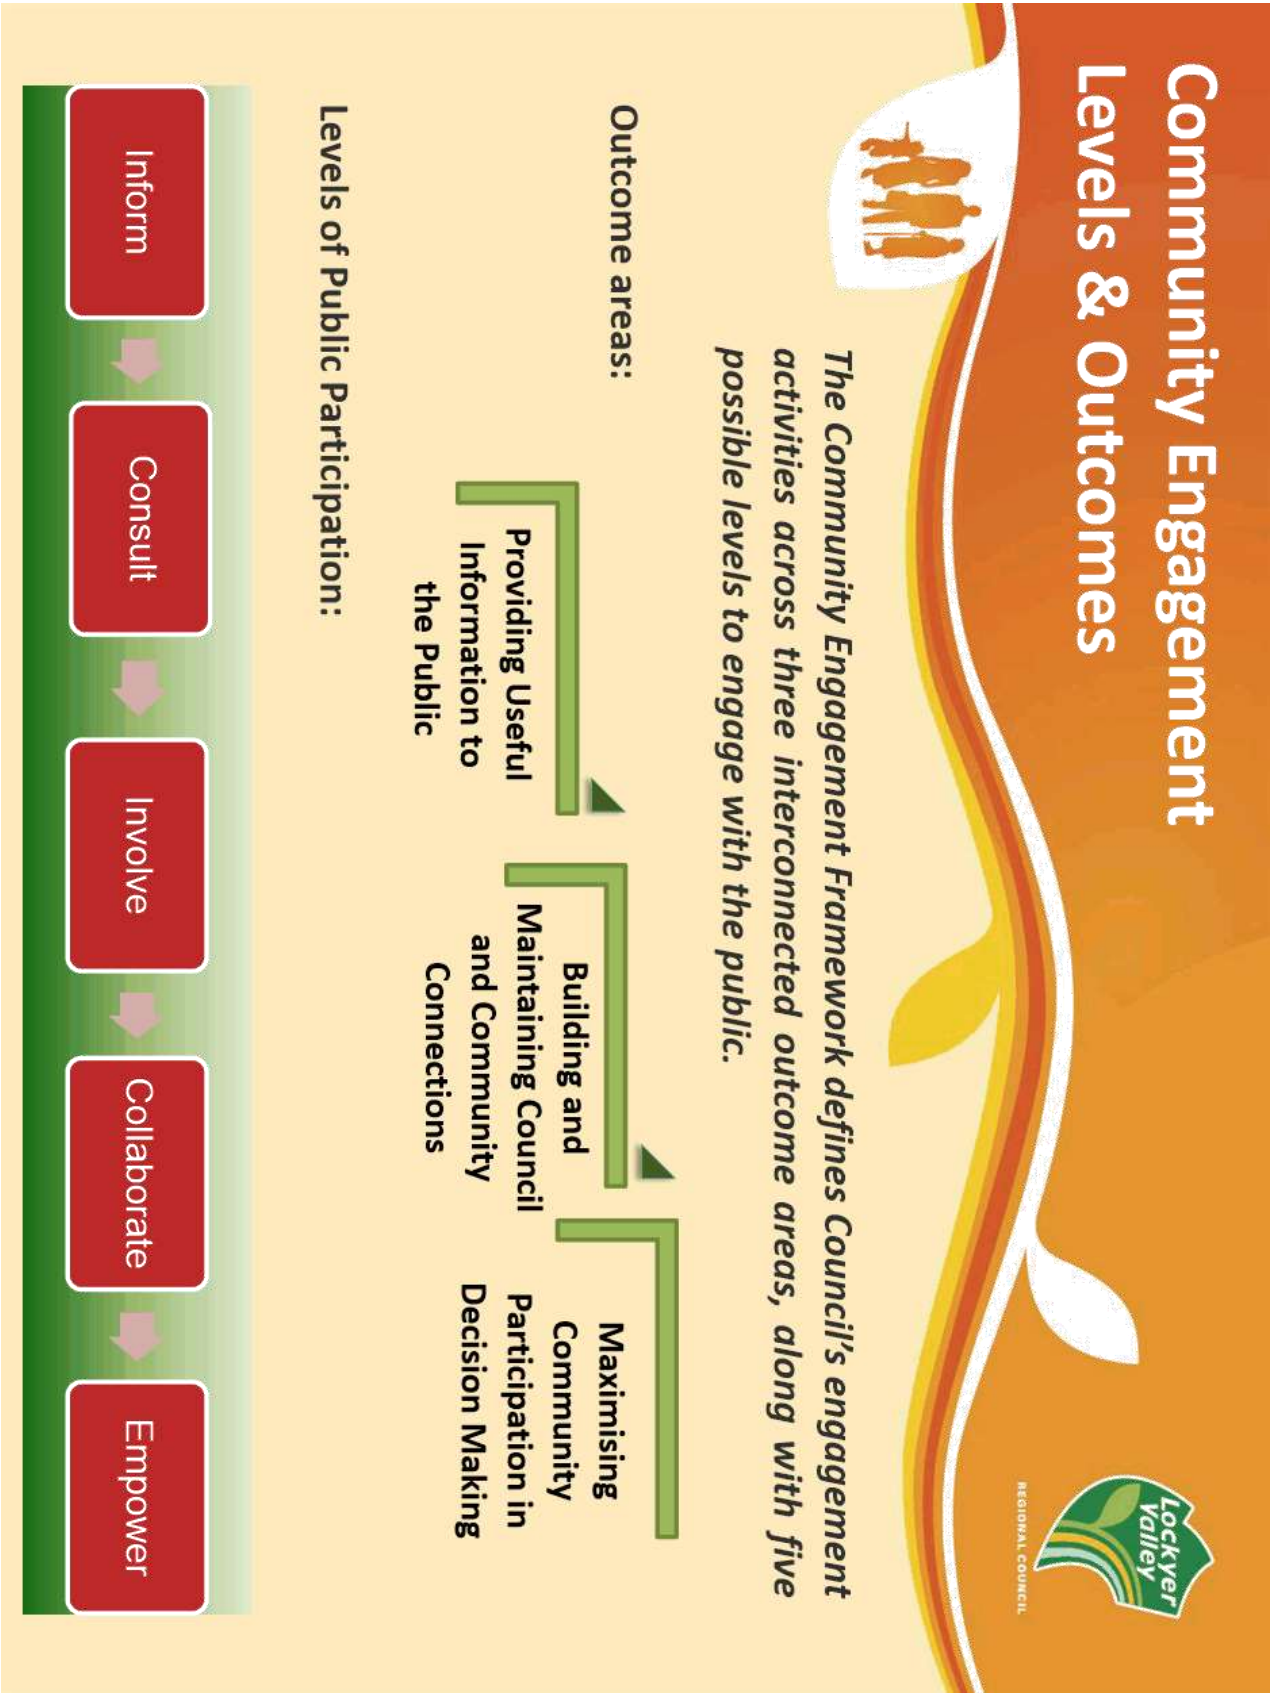 Community Engagement
Levels & Outcomes
Lockyer
Valley
REGIONAL COUNCIL
The Community Engagement Framework defines Council's engagement
activities across three interconnected outcome areas, along with five
possible levels to engage with the public.
Outcome areas:
Providing Useful
Information to
the Public
Building and
Maintaining Council
and Community
Connections
Maximising
Community
Participation in
Decision Making
Levels of Public Participation:
Inform
Consult
Involve
Collaborate
Empower